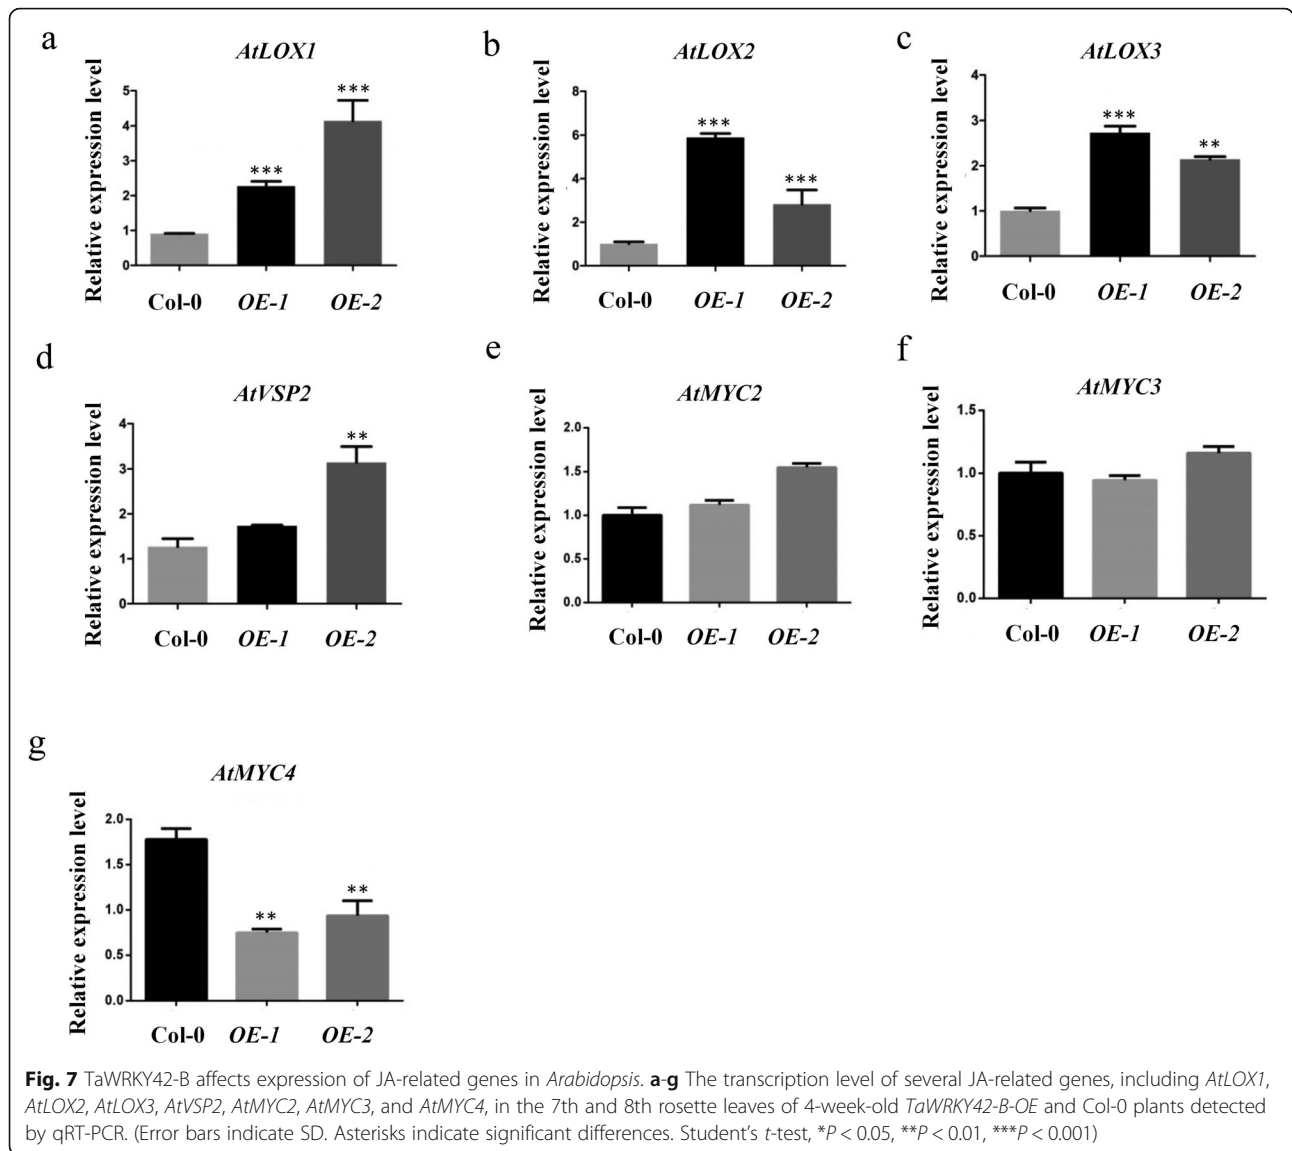 a
AtLOX1
Relative expression level
5
4
3
2
1
0
***
***
Col-0 OE-1 OE-2
b
AtLOX2
Relative expression level
8
6
4
2
0
***
***
Col-0 OE-1 OE-2
c
AtLOX3
Relative expression level
4
3
2
1
0
***
**
Col-0 OE-1 OE-2
d
AtVSP2
Relative expression level
4
3
2
1
0
**
Col-0 OE-1 OE-2
e
AtMYC2
Relative expression level
2.0
1.5
1.0
0.5
0.0
Col-0 OE-1 OE-2
f
AtMYC3
Relative expression level
1.5
1.0
0.5
0.0
Col-0 OE-1 OE-2
g
AtMYC4
Relative expression level
2.0
1.5
1.0
0.5
0.0
**
**
Col-0 OE-1 OE-2
Fig. 7 TaWRKY42-B affects expression of JA-related genes in Arabidopsis. a-g The transcription level of several JA-related genes, including AtLOX1,
AtLOX2, AtLOX3, AtVSP2, AtMYC2, AtMYC3, and AtMYC4, in the 7th and 8th rosette leaves of 4-week-old TaWRKY42-B-OE and Col-0 plants detected
by qRT-PCR. (Error bars indicate SD. Asterisks indicate significant differences. Student's t-test, *P < 0.05, **P < 0.01, ***P < 0.001)